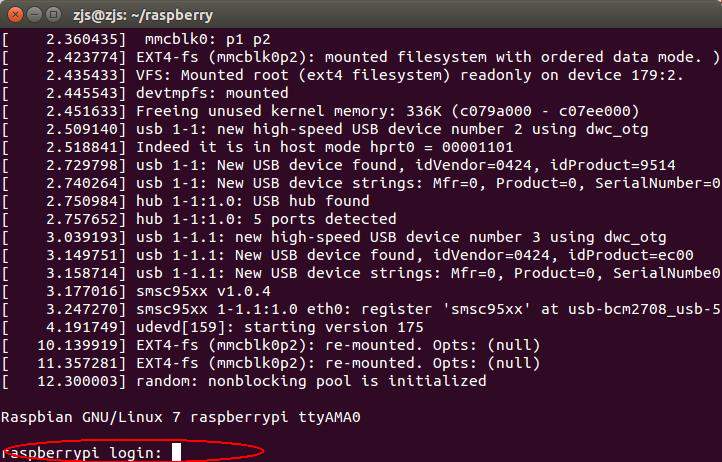 zjs@zjs: ~/raspberry
[    2.360435]  mmcblk0: p1 p2
[    2.423774] EXT4-fs (mmcblk0p2): mounted filesystem with ordered data mode. )
[    2.435433] VFS: Mounted root (ext4 filesystem) readonly on device 179:2.
[    2.445543] devtmpfs: mounted
[    2.451633] Freeing unused kernel memory: 336K (c079a000 - c07ee000)
[    2.509140] usb 1-1: new high-speed USB device number 2 using dwc_otg
[    2.518841] Indeed it is in host mode hprt0 = 00001101
[    2.729798] usb 1-1: New USB device found, idVendor=0424, idProduct=9514
[    2.740264] usb 1-1: New USB device strings: Mfr=0, Product=0, SerialNumber=0
[    2.750984] hub 1-1:1.0: USB hub found
[    2.757652] hub 1-1:1.0: 5 ports detected
[    3.039193] usb 1-1.1: new high-speed USB device number 3 using dwc_otg
[    3.149751] usb 1-1.1: New USB device found, idVendor=0424, idProduct=ec00
[    3.158714] usb 1-1.1: New USB device strings: Mfr=0, Product=0, SerialNumbe0
[    3.177016] smsc95xx v1.0.4
[    3.247270] smsc95xx 1-1.1:1.0 eth0: register 'smsc95xx' at usb-bcm2708_usb-5
[    4.191749] udevd[159]: starting version 175
[   10.139919] EXT4-fs (mmcblk0p2): re-mounted. Opts: (null)
[   11.357281] EXT4-fs (mmcblk0p2): re-mounted. Opts: (null)
[   12.300003] random: nonblocking pool is initialized
Raspbian GNU/Linux 7 raspberrypi ttyAMA0
raspberrypi login: